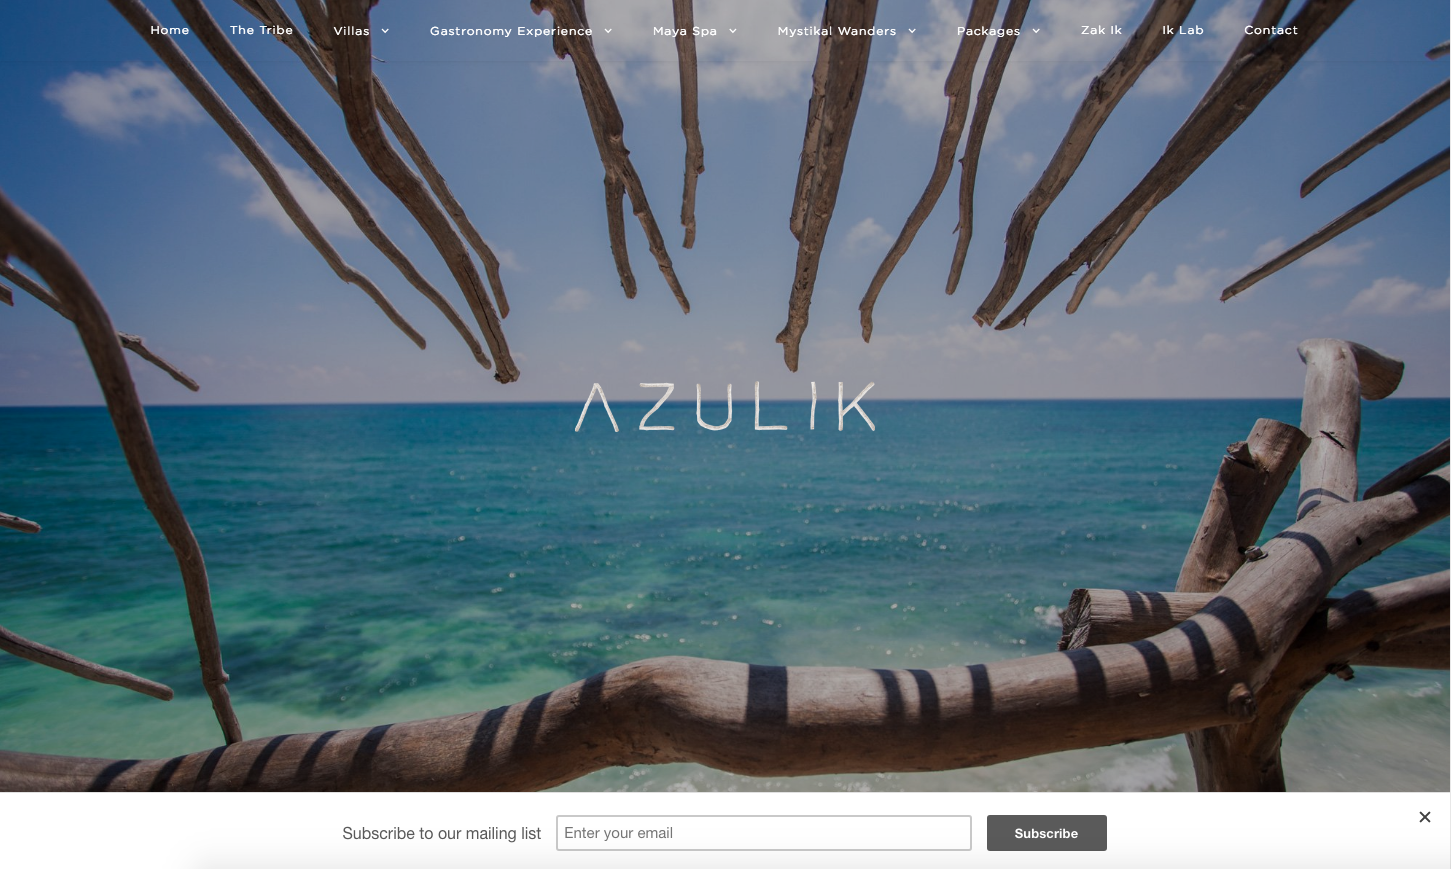 Home The Tribe Villas Gastronomy Experience Maya Spa Mystikal Wanders Packages Zak Ik Ik Lab Contact
AZULIK
Subscribe to our mailing list Enter your email Subscribe